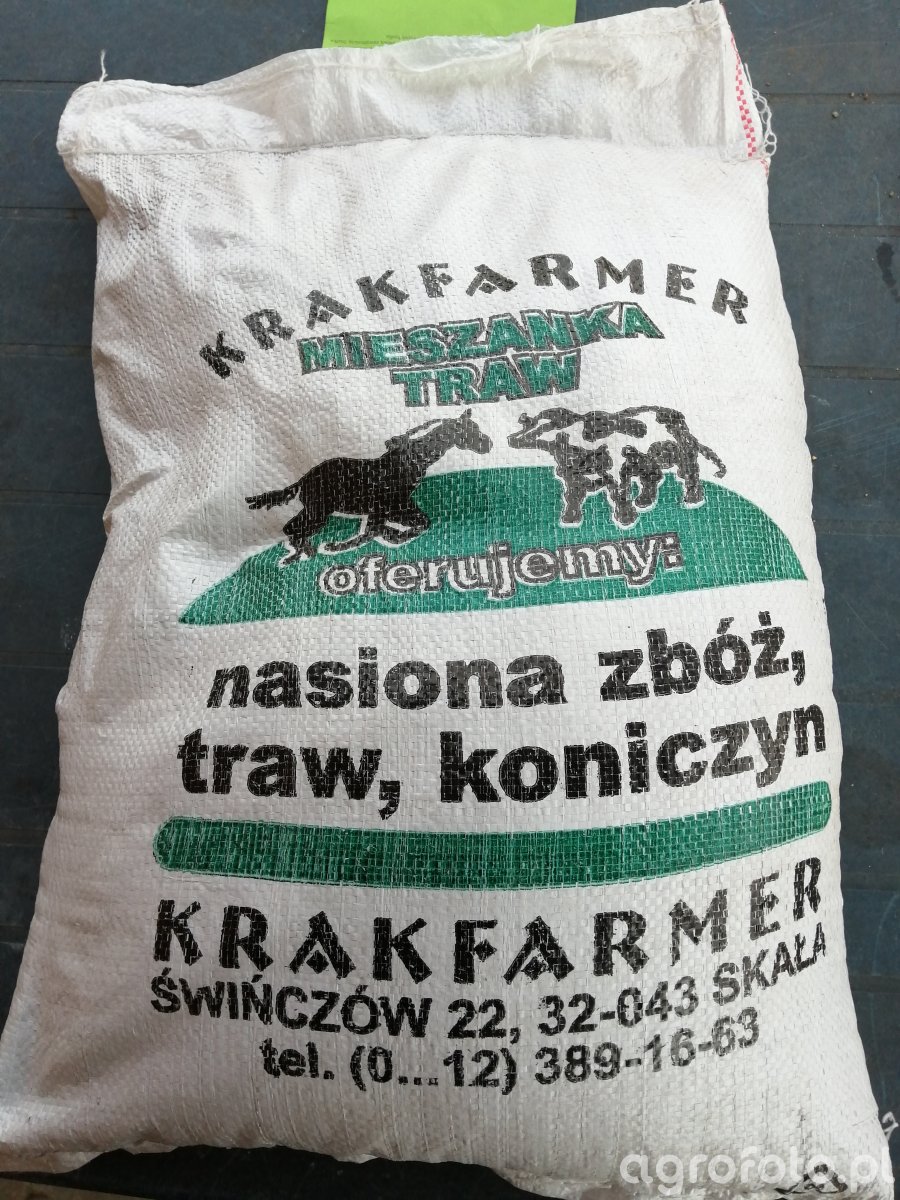 KRAKFARMER
MIESZANKA
TRAW
oferujemy:
nasiona zbóż,
traw, koniczyn
KRAKFARMER
ŚWIŃCZÓW 22, 32-043 SKAŁA
tel. (0...12) 389-16-63
agrofoto.pl